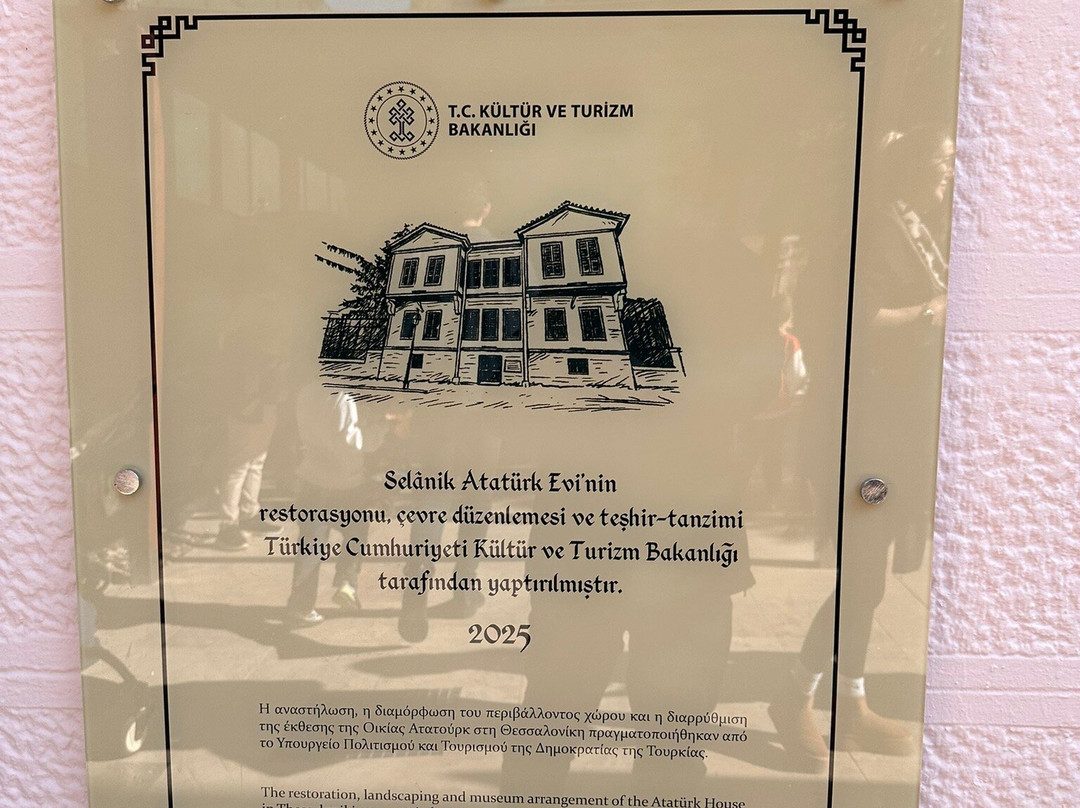 T.C. KÜLTÜR VE TURİZM
BAKANLIĞI
Selânik Atatürk Evi'nin
restorasyonu, çevre düzenlemesi ve teşhir-tanzimi
Türkiye Cumhuriyeti Kültür ve Turizm Bakanlığı
tarafından yaptırılmıştır.
2025
Η αναστήλωση, η διαμόρφωση του περιβάλλοντος χώρου και η διαρρύθμιση
της έκθεσης της Οικίας Ατατούρκ στη Θεσσαλονίκη πραγματοποιήθηκαν από
το Υπουργείο Πολιτισμού και Τουρισμού της Δημοκρατίας της Τουρκίας.
The restoration, landscaping and museum arrangement of the Atatürk House